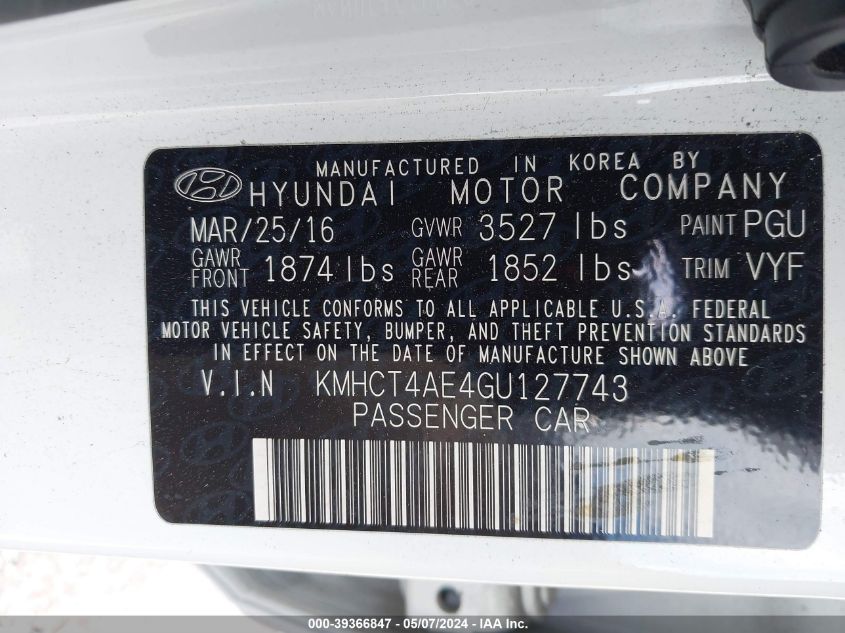 MANUFACTURED IN KOREA BY
HYUNDAI MOTOR COMPANY
MAR/25/16 GVWR 3527 lbs PAINT PGU
GAWR FRONT 1874 lbs GAWR REAR 1852 lbs TRIM VYF
THIS VEHICLE CONFORMS TO ALL APPLICABLE U.S.A. FEDERAL
MOTOR VEHICLE SAFETY, BUMPER, AND THEFT PREVENTION STANDARDS
IN EFFECT ON THE DATE OF MANUFACTURE SHOWN ABOVE
V.I.N KMHCT4AE4GU127743
PASSENGER CAR
000-39366847 - 05/07/2024 - Copyright © 2024 IAA, Inc.